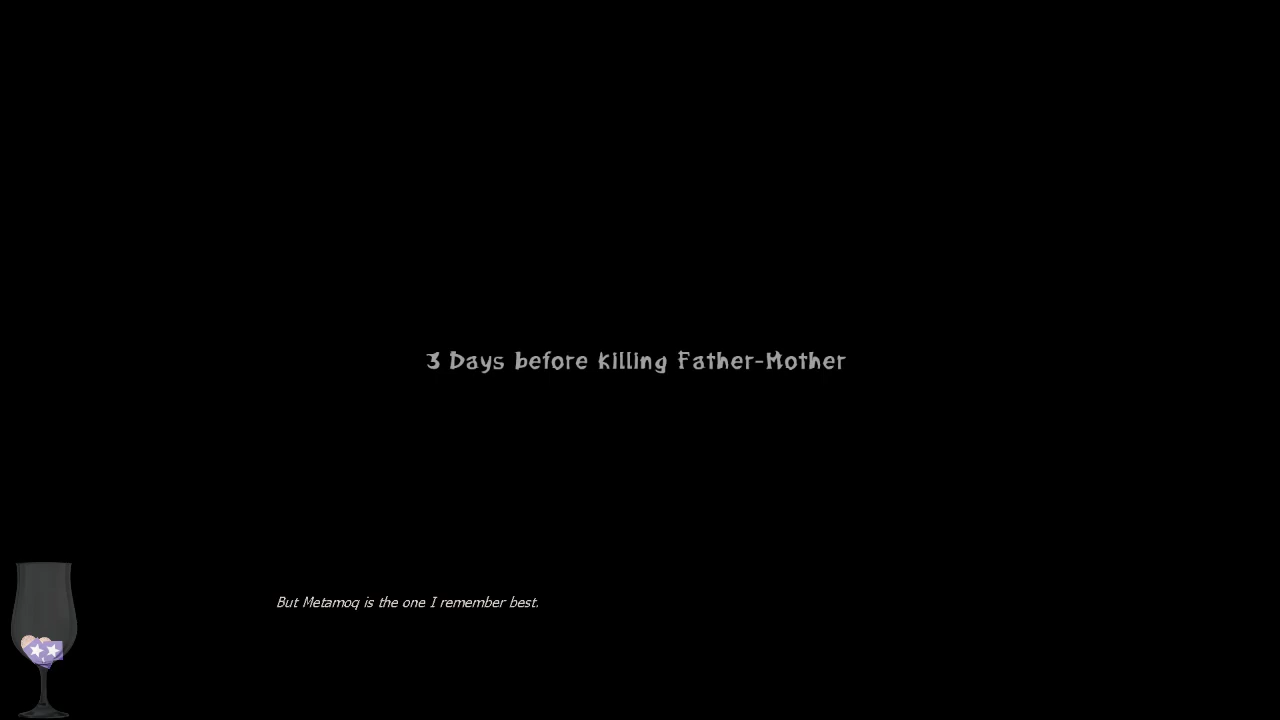 3 Days before killing Father-Mother
But Metamoq is the one I remember best.